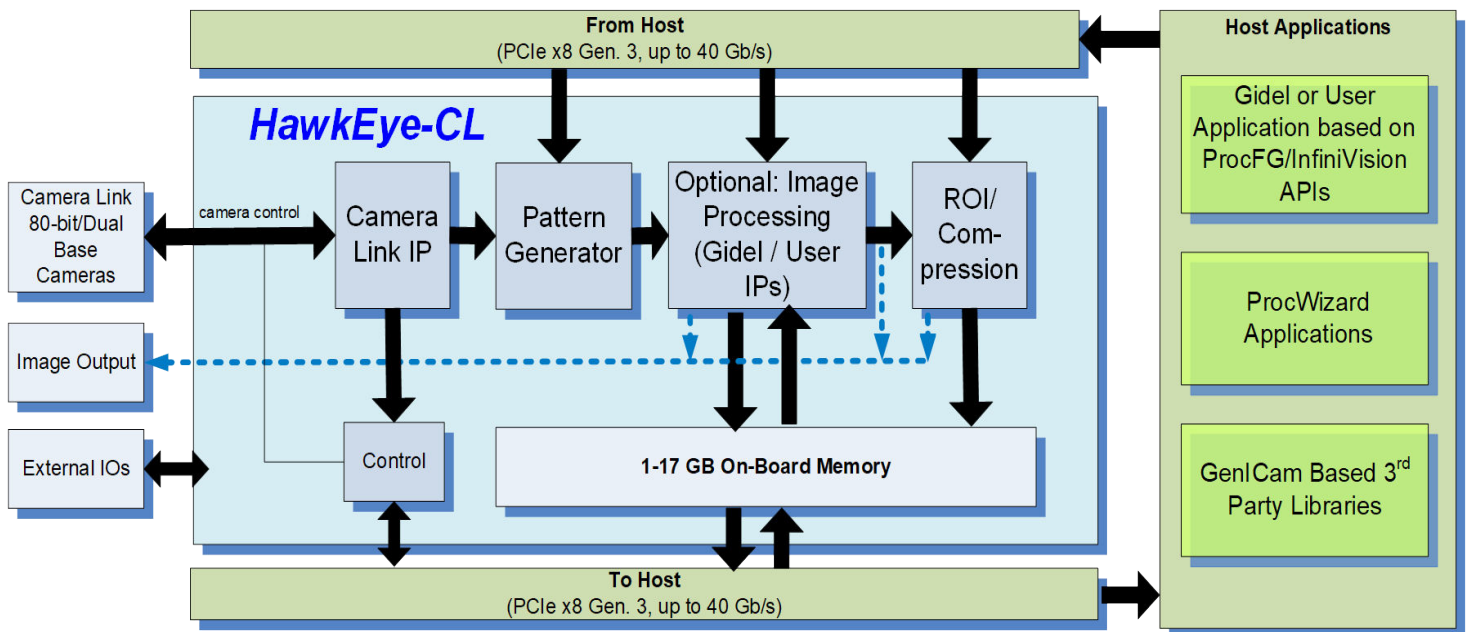 From Host
(PCIe x8 Gen. 3, up to 40 Gb/s)
Host Applications
Gidel or User
Application based on
ProcFG/InfiniVision
APIs
ProcWizard
Applications
GenICam Based 3rd
Party Libraries
HawkEye-CL
Camera Link
80-bit/Dual
Base
Cameras
camera control
Camera
Link IP
Pattern
Generator
Optional: Image
Processing
(Gidel / User
IPs)
ROI/
Com-
pression
Image Output
External IOs
Control
1-17 GB On-Board Memory
To Host
(PCIe x8 Gen. 3, up to 40 Gb/s)